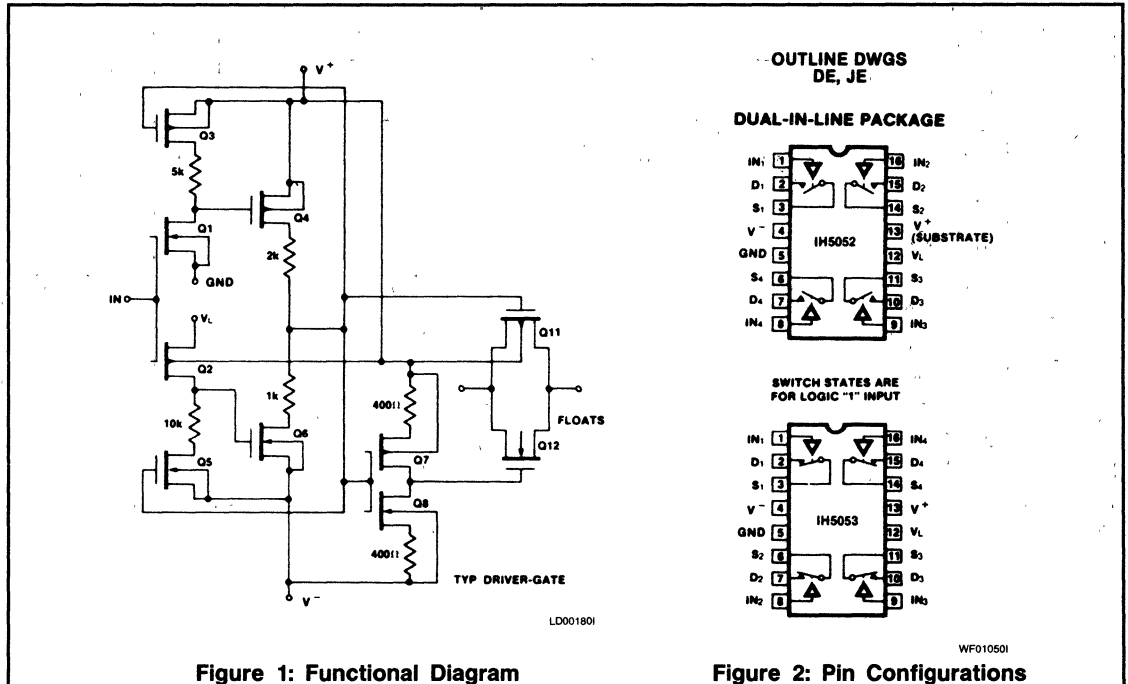 V+
Q3
5k
Q4
Q1
2k
GND
IN
VL
Q11
Q2
1k
400Ω
FLOATS
10k
Q6
Q7
Q12
Q5
Q8
400Ω
TYP DRIVER-GATE
V−
LD00180I
Figure 1: Functional Diagram
OUTLINE DWGS
DE, JE
DUAL-IN-LINE PACKAGE
IN1 1 16 IN2
D1 2 15 D2
S1 3 14 S2
V− 4 13 V+
(SUBSTRATE)
IH5052
GND 5 12 VL
S4 6 11 S3
D4 7 10 D3
IN4 8 9 IN3
SWITCH STATES ARE
FOR LOGIC "1" INPUT
IN1 1 16 IN4
D1 2 15 D4
S1 3 14 S4
V− 4 13 V+
IH5053
GND 5 12 VL
S2 6 11 S3
D2 7 10 D3
IN2 8 9 IN3
WF01050I
Figure 2: Pin Configurations